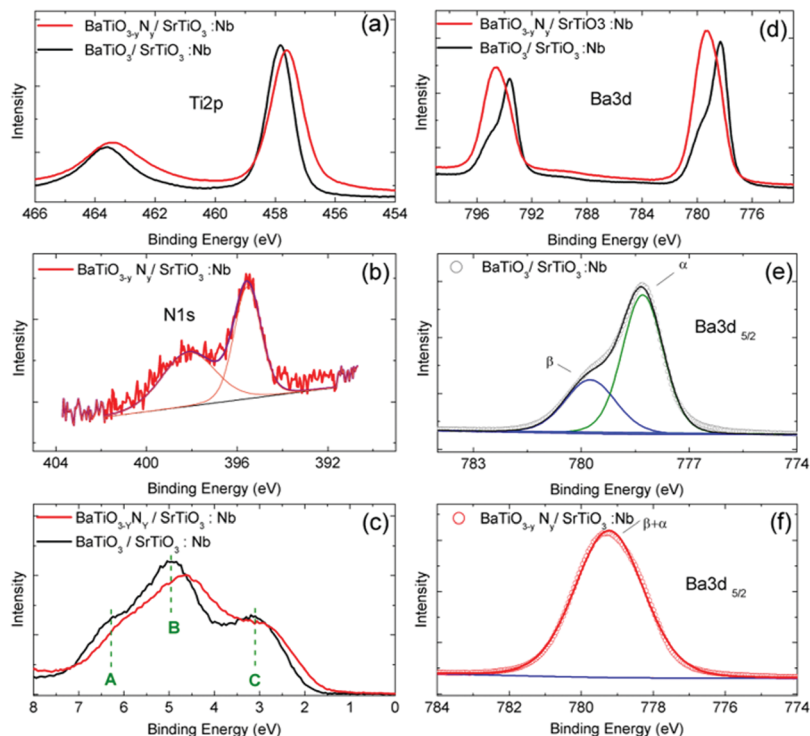 BaTiO3-yNy/SrTiO3:Nb
BaTiO3/SrTiO3:Nb
(a)
Ti2p
Intensity
466 464 462 460 458 456 454
Binding Energy (eV)
BaTiO3-y Ny/ SrTiO3:Nb
(b)
N1s
Intensity
404 400 396 392
Binding Energy (eV)
BaTiO3-YNY / SrTiO3 : Nb
BaTiO3 / SrTiO3 : Nb
(c)
A
B
C
Intensity
8 7 6 5 4 3 2 1 0
Binding Energy (eV)
BaTiO3-yNy/SrTiO3 :Nb
BaTiO3/ SrTiO3:Nb
(d)
Ba3d
Intensity
796 792 788 784 780 776
Binding Energy (eV)
BaTiO3/ SrTiO3:Nb
(e)
α
β
Ba3d 5/2
Intensity
783 780 777 774
Binding Energy (eV)
BaTiO3-y Ny/ SrTiO3:Nb
(f)
β+α
Ba3d 5/2
Intensity
784 782 780 778 776 774
Binding Energy (eV)